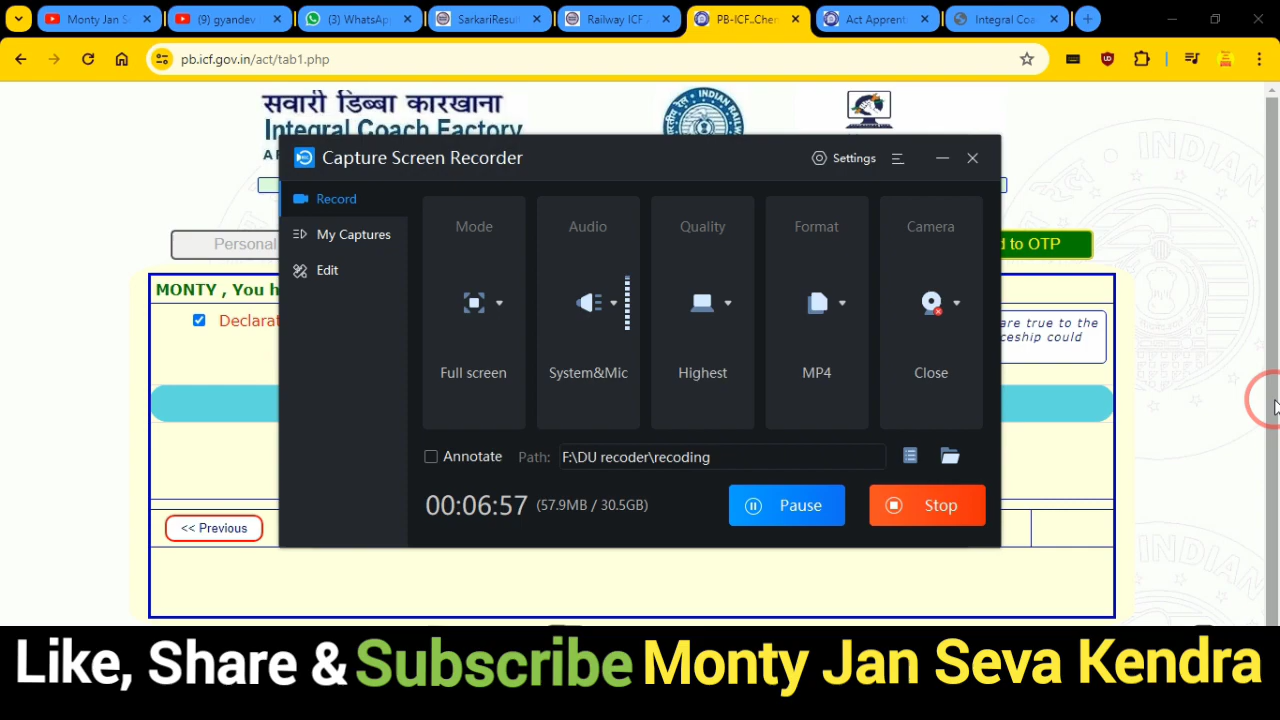 Monty Jan S
(9) gyandev
(3) WhatsAp
SarkariResul
Railway ICF
PB-ICF..Chen
Act Apprent
Integral Coa
pb.icf.gov.in/act/tab1.php
सवारी डिब्बा कारखाना
Integral Coach Factory
Capture Screen Recorder
Settings
Record
My Captures
Edit
Mode
Audio
Quality
Format
Camera
Full screen
System&Mic
Highest
MP4
Close
Annotate
Path:
F:\DU recoder\recoding
00:06:57
(57.9MB / 30.5GB)
Pause
Stop
Personal
d to OTP
MONTY , You h
Declarat
are true to the
ceship could
<< Previous
Like, Share & Subscribe Monty Jan Seva Kendra